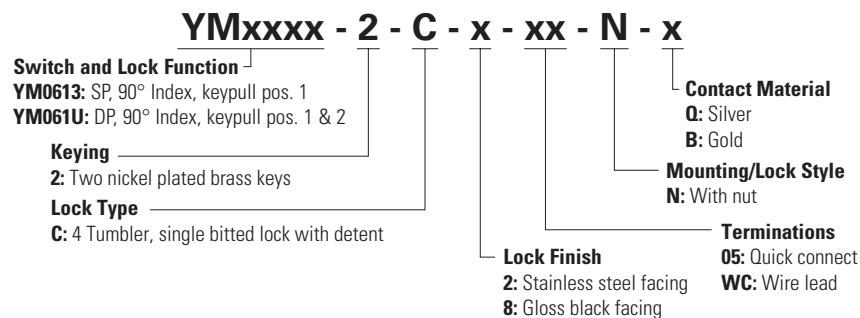 YMxxxx - 2 - C - x - xx - N - x
Switch and Lock Function
YM0613: SP, 90° Index, keypull pos. 1
YM061U: DP, 90° Index, keypull pos. 1 & 2
Keying
2: Two nickel plated brass keys
Lock Type
C: 4 Tumbler, single bitted lock with detent
Lock Finish
2: Stainless steel facing
8: Gloss black facing
Terminations
05: Quick connect
WC: Wire lead
Mounting/Lock Style
N: With nut
Contact Material
Q: Silver
B: Gold